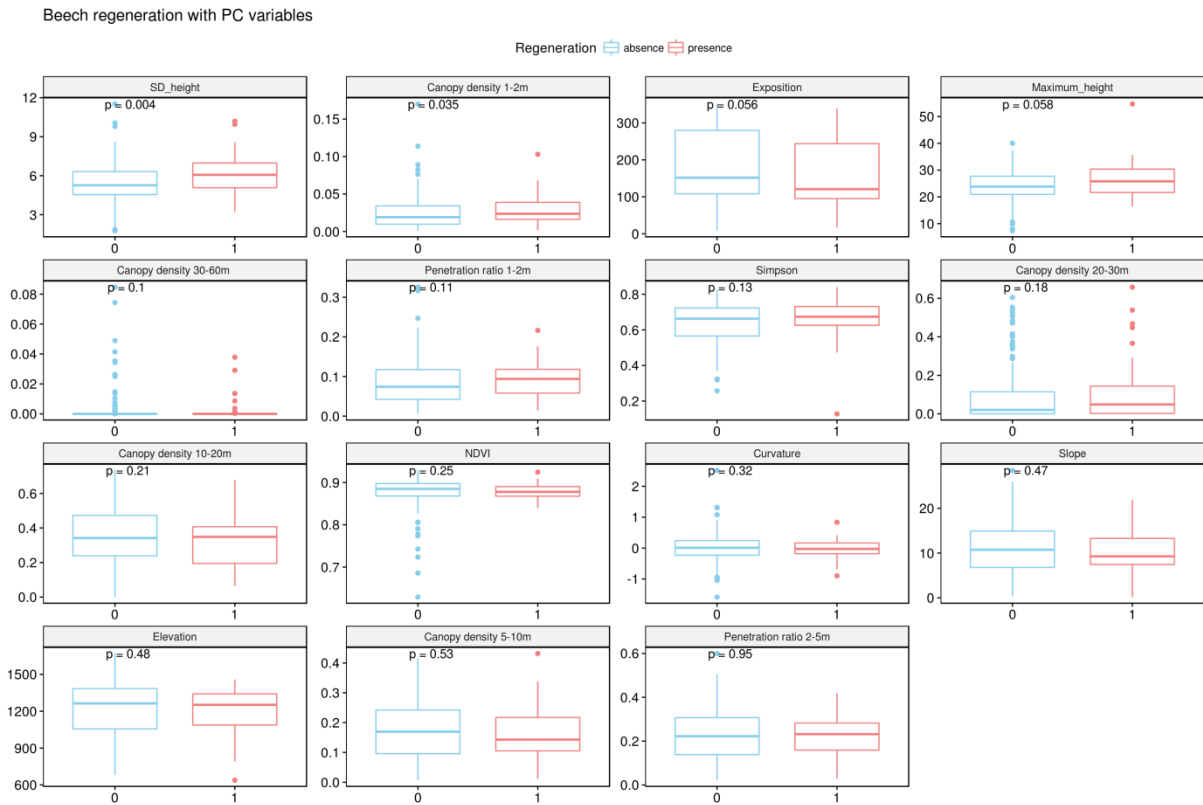 Beech regeneration with PC variables
Regeneration absence presence
SD_height
p = 0.004
12
9
6
3
0 1
Canopy density 1-2m
p = 0.035
0.15
0.10
0.05
0.00
0 1
Exposition
p = 0.056
300
200
100
0
0 1
Maximum_height
p = 0.058
50
40
30
20
10
0 1
Canopy density 30-60m
p = 0.1
0.08
0.06
0.04
0.02
0.00
0 1
Penetration ratio 1-2m
p = 0.11
0.3
0.2
0.1
0.0
0 1
Simpson
p = 0.13
0.8
0.6
0.4
0.2
0 1
Canopy density 20-30m
p = 0.18
0.6
0.4
0.2
0.0
0 1
Canopy density 10-20m
p = 0.21
0.6
0.4
0.2
0.0
0 1
NDVI
p = 0.25
0.9
0.8
0.7
0 1
Curvature
p = 0.32
2
1
0
-1
0 1
Slope
p = 0.47
20
10
0
0 1
Elevation
p = 0.48
1500
1200
900
600
0 1
Canopy density 5-10m
p = 0.53
0.4
0.3
0.2
0.1
0.0
0 1
Penetration ratio 2-5m
p = 0.95
0.6
0.4
0.2
0.0
0 1